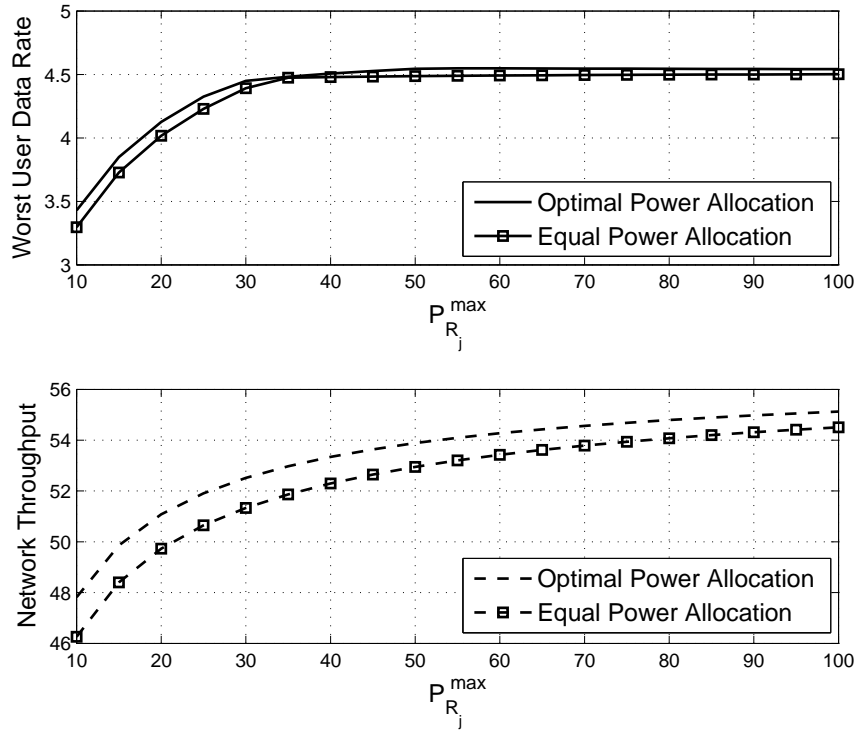 5
4.5
4
3.5
3
Worst User Data Rate
Optimal Power Allocation
Equal Power Allocation
10 20 30 40 50 60 70 80 90 100
P_{R_j}^{max}
56
54
52
50
48
46
Network Throughput
Optimal Power Allocation
Equal Power Allocation
10 20 30 40 50 60 70 80 90 100
P_{R_j}^{max}